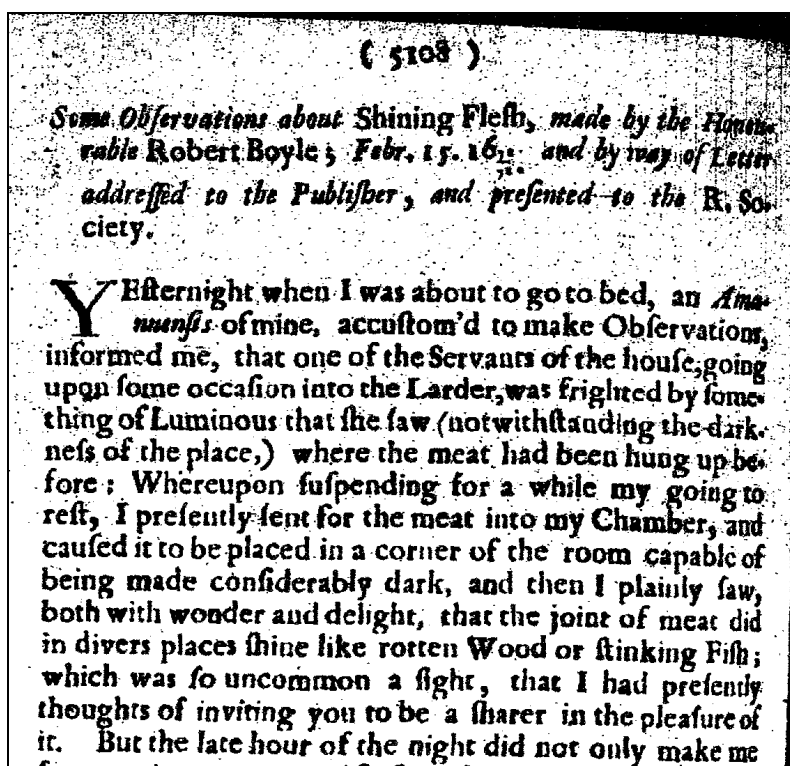 ( 5108 )
Some Obſervations about Shining Fleſh, made by the Honou-
rable Robert Boyle; Febr. 15. 167 and by way of Letter
addreſſed to the Publiſher, and preſented to the R. So-
ciety.
YEſternight when I was about to go to bed, an Ama-
nuenſis of mine, accuſtom'd to make Obſervations,
informed me, that one of the Servants of the houſe, going
upon ſome occaſion into the Larder, was frighted by ſome-
thing of Luminous that ſhe ſaw (notwithſtanding the dark-
neſs of the place,) where the meat had been hung up be-
fore: Whereupon ſuſpending for a while my going to
reſt, I preſently ſent for the meat into my Chamber, and
cauſed it to be placed in a corner of the room capable of
being made conſiderably dark, and then I plainly ſaw,
both with wonder and delight, that the joint of meat did
in divers places ſhine like rotten Wood or ſtinking Fiſh;
which was ſo uncommon a ſight, that I had preſently
thoughts of inviting you to be a ſharer in the pleaſure of
it. But the late hour of the night did not only make me